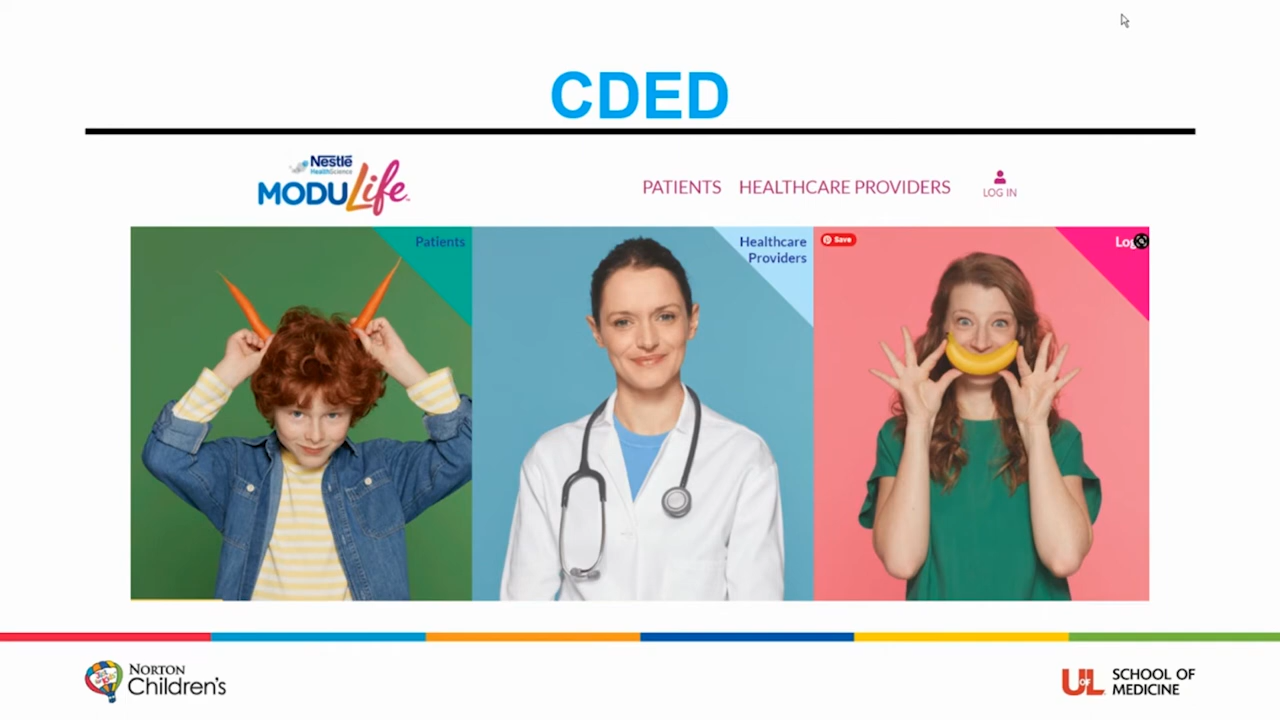 CDED
Nestlé
HealthScience
MODULife
PATIENTS HEALTHCARE PROVIDERS
LOG IN
Patients
Healthcare
Providers
Save
Log
NORTON
Children's
UofL
SCHOOL OF
MEDICINE